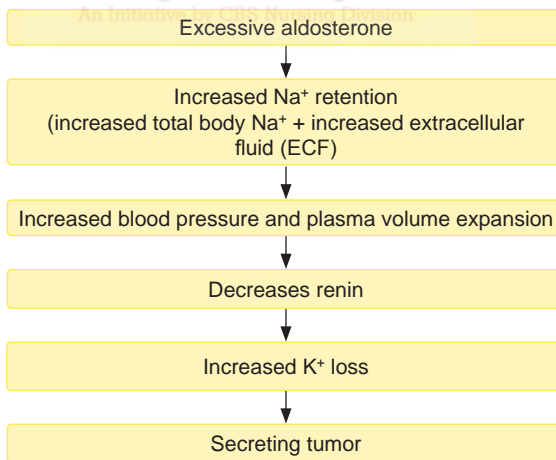 An Initiative by CBS Nursing Division
Excessive aldosterone
Increased Na⁺ retention
(increased total body Na⁺ + increased extracellular
fluid (ECF)
Increased blood pressure and plasma volume expansion
Decreases renin
Increased K⁺ loss
Secreting tumor